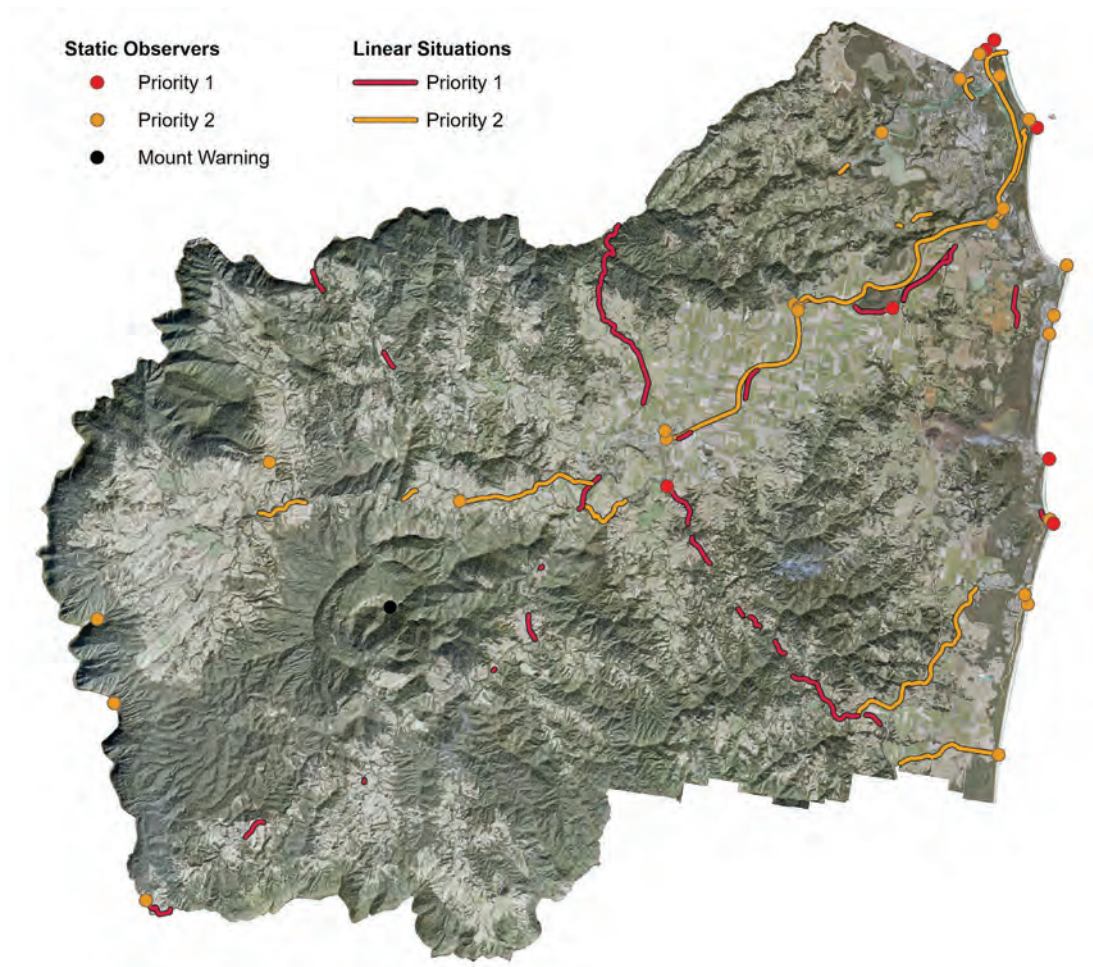 Static Observers
Linear Situations
Priority 1
Priority 1
Priority 2
Priority 2
Mount Warning